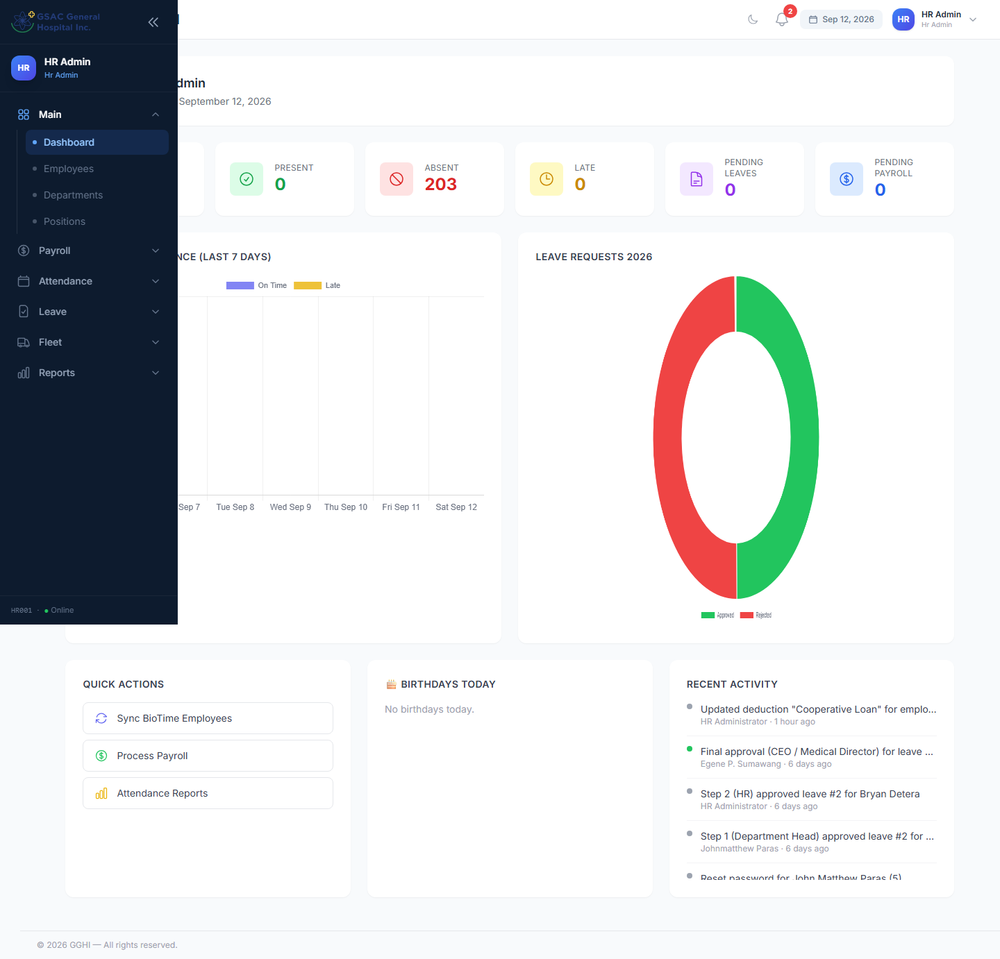 GSAC General
Hospital Inc.
2
Sep 12, 2026
HR
HR Admin
Hr Admin
HR
HR Admin
Hr Admin
Main
Dashboard
Employees
Departments
Positions
Payroll
Attendance
Leave
Fleet
Reports
HR001 · Online
dmin
September 12, 2026
PRESENT
0
ABSENT
203
LATE
0
PENDING
LEAVES
0
PENDING
PAYROLL
0
NCE (LAST 7 DAYS)
On Time
Late
Sep 7
Tue Sep 8
Wed Sep 9
Thu Sep 10
Fri Sep 11
Sat Sep 12
LEAVE REQUESTS 2026
Approved
Rejected
QUICK ACTIONS
Sync BioTime Employees
Process Payroll
Attendance Reports
🎂 BIRTHDAYS TODAY
No birthdays today.
RECENT ACTIVITY
Updated deduction "Cooperative Loan" for emplo...
HR Administrator · 1 hour ago
Final approval (CEO / Medical Director) for leave ...
Egene P. Sumawang · 6 days ago
Step 2 (HR) approved leave #2 for Bryan Detera
HR Administrator · 6 days ago
Step 1 (Department Head) approved leave #2 for ...
Johnmatthew Paras · 6 days ago
Reset password for John Matthew Paras (5)
© 2026 GGHI — All rights reserved.